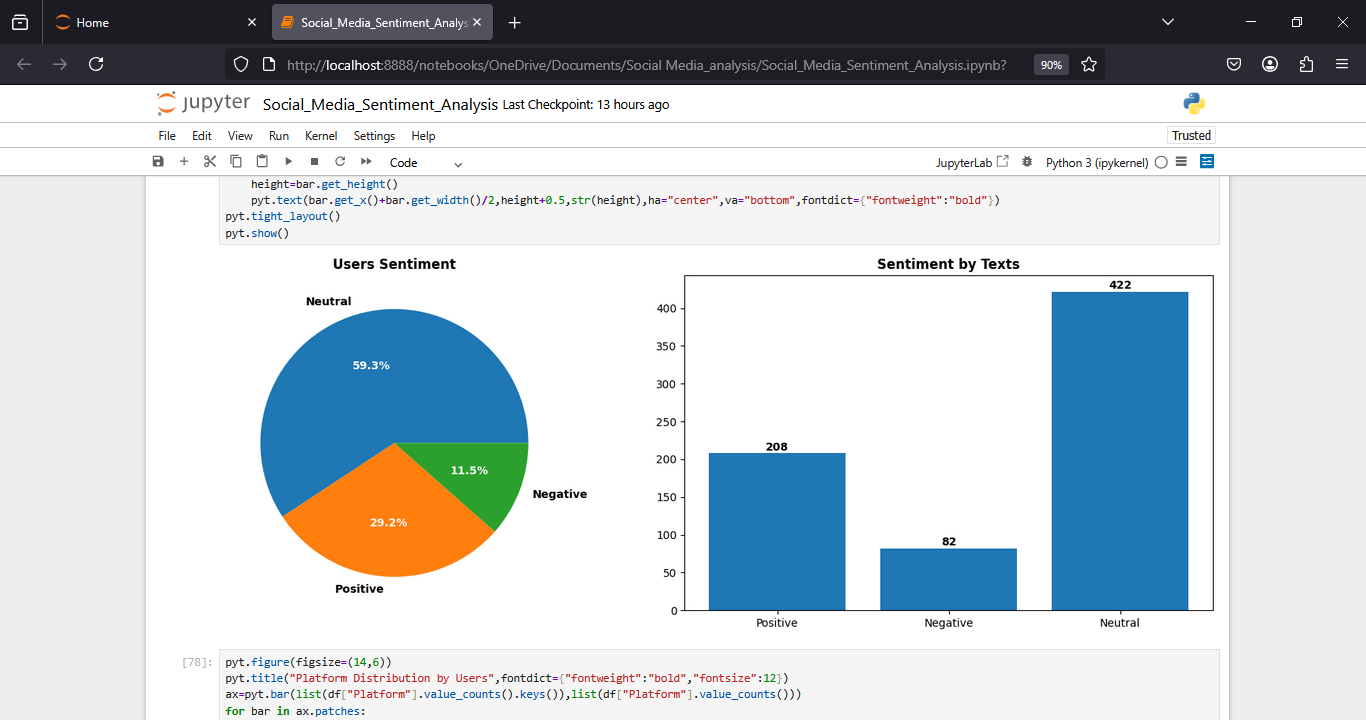 Home
Social_Media_Sentiment_Analys
http://localhost:8888/notebooks/OneDrive/Documents/Social Media_analysis/Social_Media_Sentiment_Analysis.ipynb?
90%
jupyter Social_Media_Sentiment_Analysis Last Checkpoint: 13 hours ago
File Edit View Run Kernel Settings Help
Trusted
Code
JupyterLab
Python 3 (ipykernel)
height=bar.get_height()
pyt.text(bar.get_x()+bar.get_width()/2,height+0.5,str(height),ha="center",va="bottom",fontdict={"fontweight":"bold"})
pyt.tight_layout()
pyt.show()
Users Sentiment
Neutral
59.3%
11.5%
Negative
29.2%
Positive
Sentiment by Texts
422
400
350
300
250
208
200
150
100
82
50
0
Positive Negative Neutral
[78]:
pyt.figure(figsize=(14,6))
pyt.title("Platform Distribution by Users",fontdict={"fontweight":"bold","fontsize":12})
ax=pyt.bar(list(df["Platform"].value_counts().keys()),list(df["Platform"].value_counts()))
for bar in ax.patches: